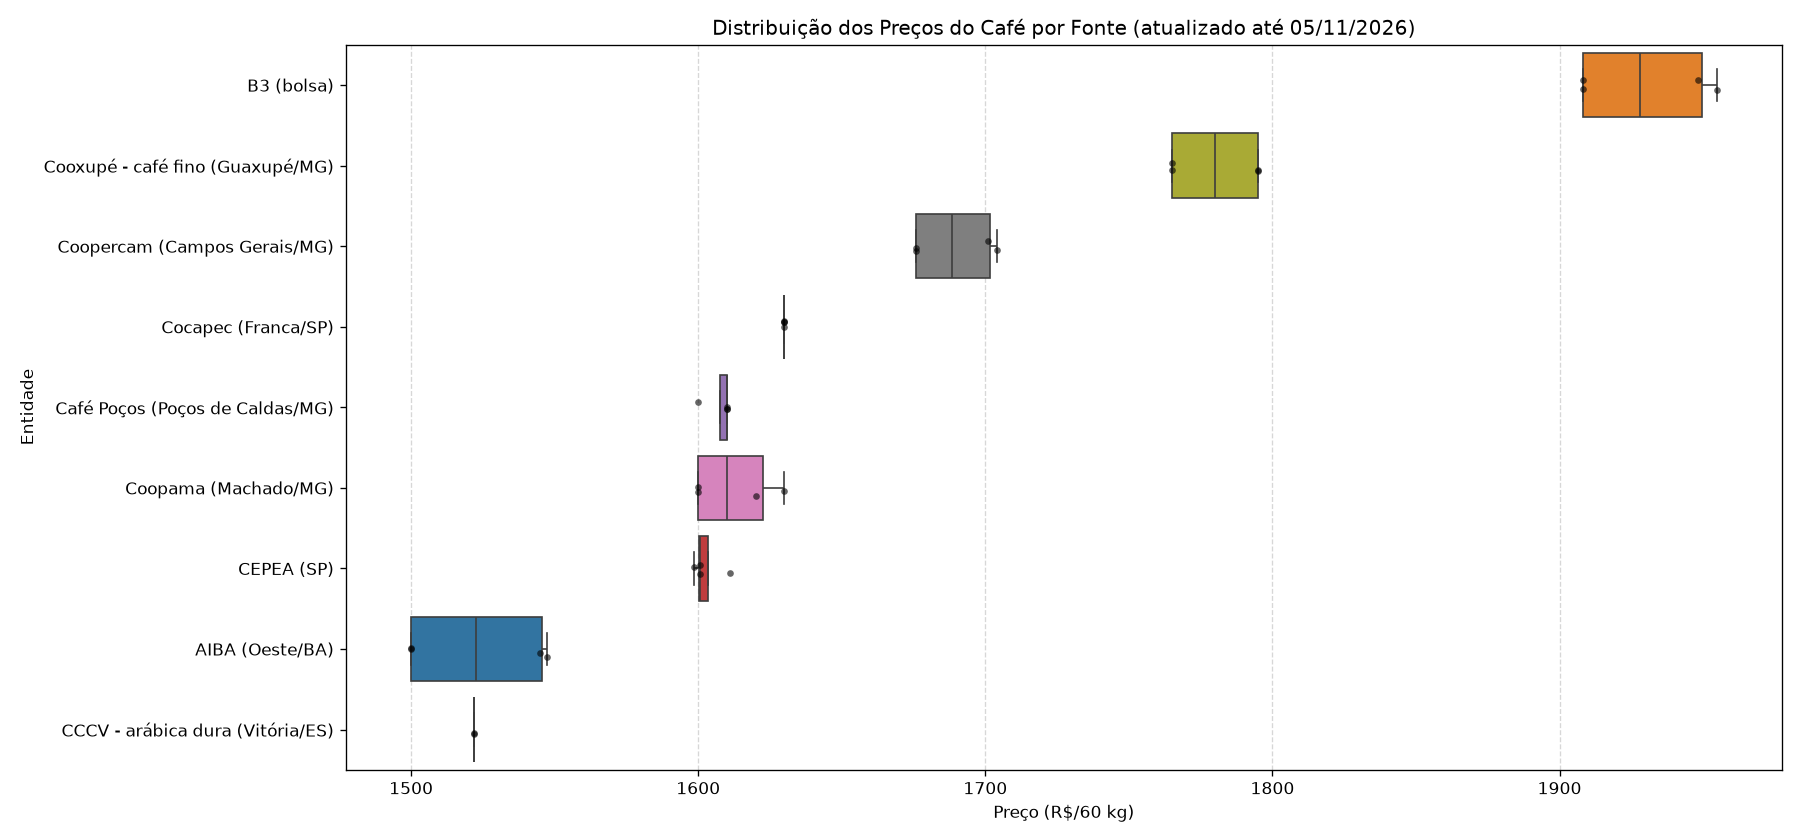 Distribuição dos Preços do Café por Fonte (atualizado até 05/11/2026)
Entidade
B3 (bolsa)
Cooxupé - café fino (Guaxupé/MG)
Coopercam (Campos Gerais/MG)
Cocapec (Franca/SP)
Café Poços (Poços de Caldas/MG)
Coopama (Machado/MG)
CEPEA (SP)
AIBA (Oeste/BA)
CCCV - arábica dura (Vitória/ES)
1500 1600 1700 1800 1900
Preço (R$/60 kg)